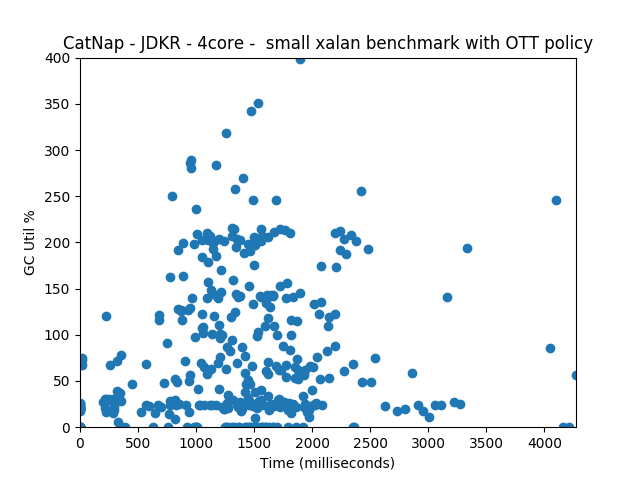 CatNap - JDKR - 4core -  small xalan benchmark with OTT policy
400
350
300
250
200
150
100
50
0
GC Util %
0 500 1000 1500 2000 2500 3000 3500 4000
Time (milliseconds)